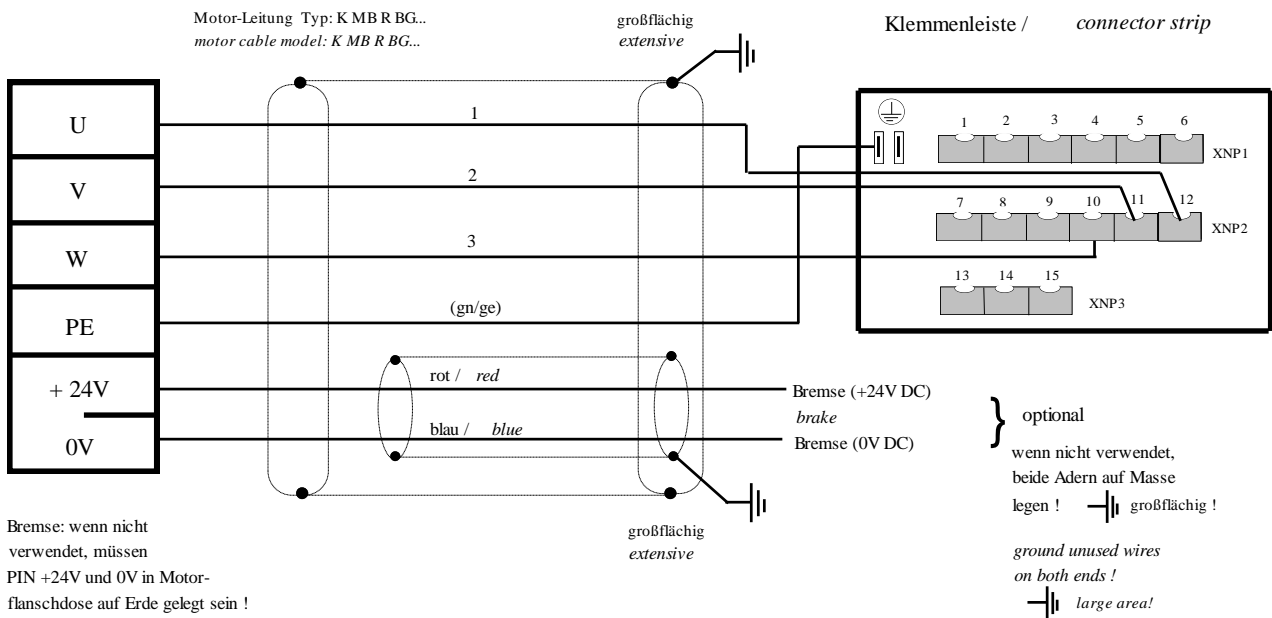 Motor-Leitung Typ: K MB R BG...
motor cable model: K MB R BG...
großflächig
extensive
Klemmenleiste / connector strip
U
V
W
PE
+ 24V
0V
1
2
3
(gn/ge)
rot / red
blau / blue
1 2 3 4 5 6
XNP1
7 8 9 10 11 12
XNP2
13 14 15
XNP3
Bremse (+24V DC)
brake
Bremse (0V DC)
optional
wenn nicht verwendet,
beide Adern auf Masse
legen ! großflächig !
ground unused wires
on both ends !
large area!
großflächig
extensive
Bremse: wenn nicht
verwendet, müssen
PIN +24V und 0V in Motor-
flanschdose auf Erde gelegt sein !